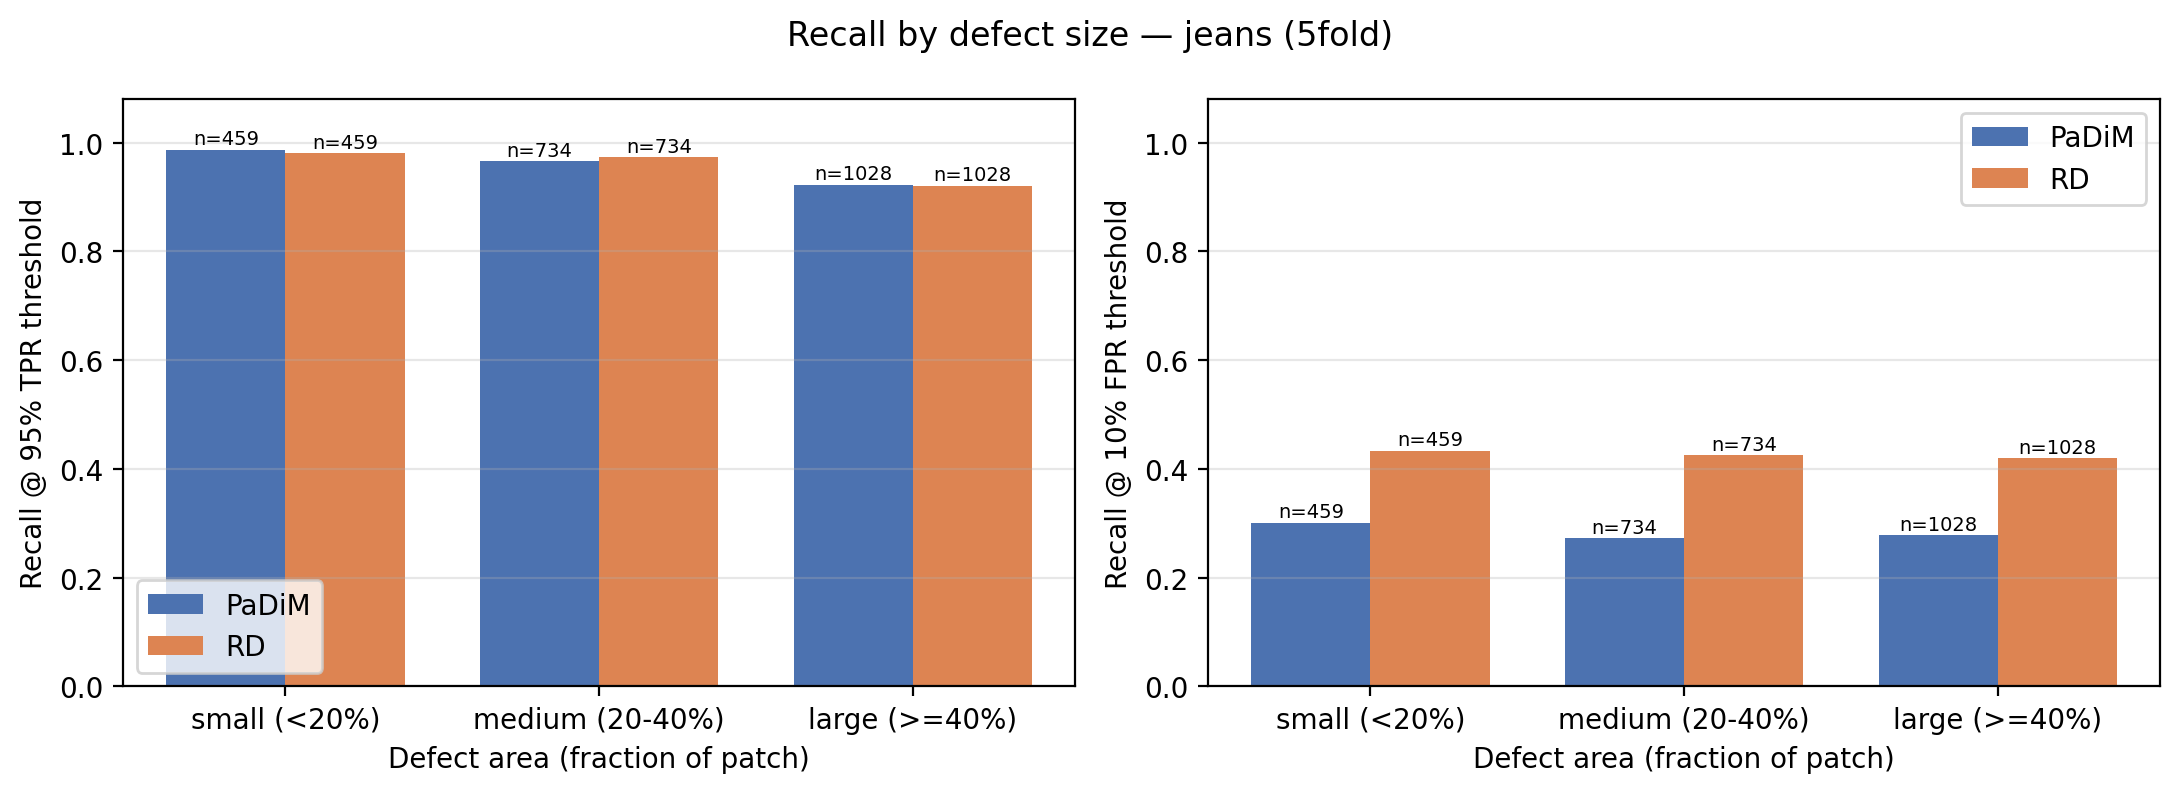 Recall by defect size — jeans (5fold)
Recall @ 95% TPR threshold
1.0
0.8
0.6
0.4
0.2
0.0
n=459
n=459
n=734
n=734
n=1028
n=1028
PaDiM
RD
small (<20%)
medium (20-40%)
large (>=40%)
Defect area (fraction of patch)
Recall @ 10% FPR threshold
1.0
0.8
0.6
0.4
0.2
0.0
n=459
n=459
n=734
n=734
n=1028
n=1028
PaDiM
RD
small (<20%)
medium (20-40%)
large (>=40%)
Defect area (fraction of patch)